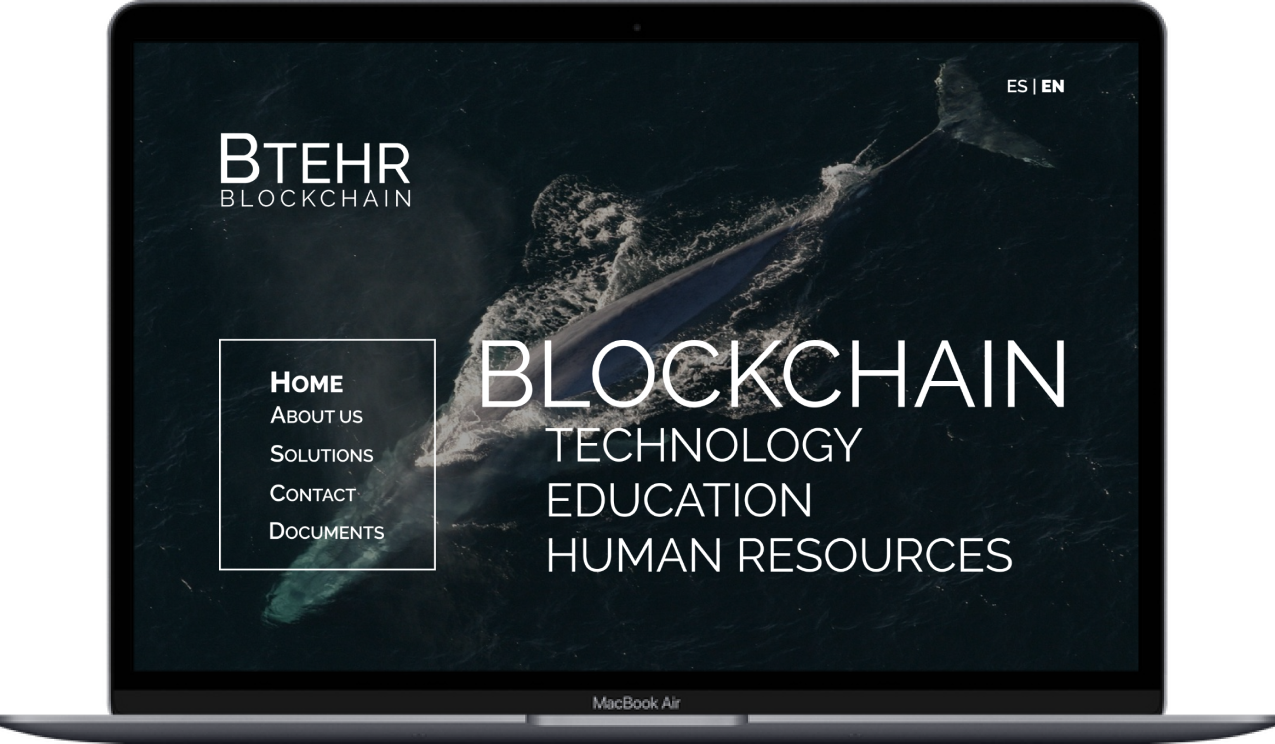 ES | EN
BTEHR
BLOCKCHAIN
HOME
ABOUT US
SOLUTIONS
CONTACT
DOCUMENTS
BLOCKCHAIN
TECHNOLOGY
EDUCATION
HUMAN RESOURCES
MacBook Air